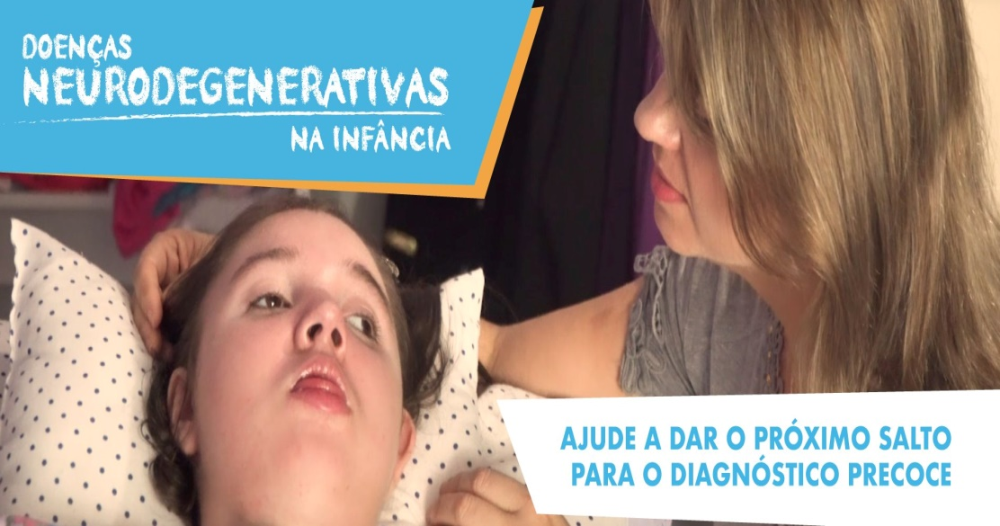 DOENÇAS
NEURODEGENERATIVAS
NA INFÂNCIA
AJUDE A DAR O PRÓXIMO SALTO
PARA O DIAGNÓSTICO PRECOCE